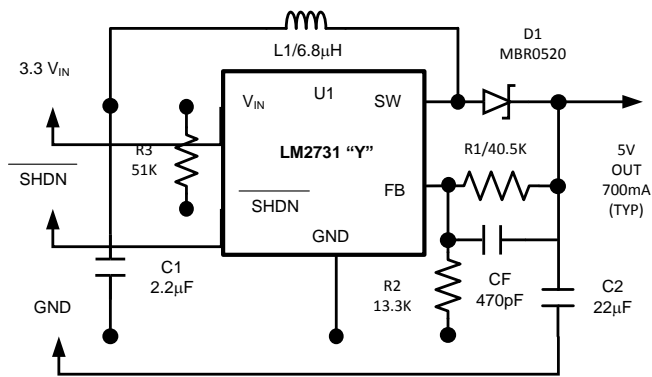 L1/6.8μH
D1
MBR0520
3.3 VIN
VIN
U1
SW
R3
51K
LM2731 “Y”
R1/40.5K
5V
OUT
700mA
(TYP)
SHDN
SHDN
FB
GND
C1
2.2μF
R2
13.3K
CF
470pF
C2
22μF
GND